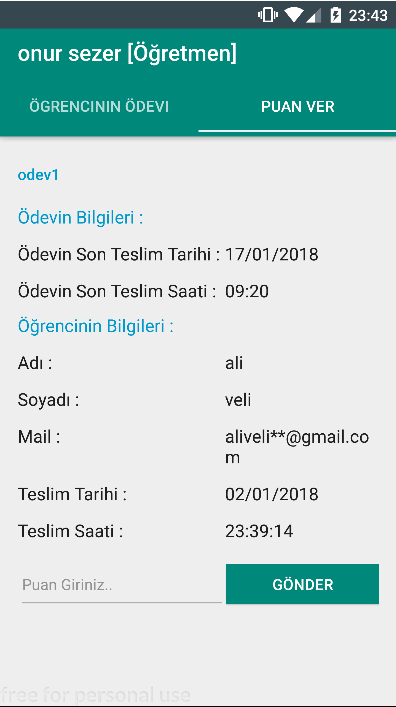 23:43
onur sezer [Öğretmen]
ÖGRENCININ ÖDEVI
PUAN VER
odev1
Ödevin Bilgileri :
Ödevin Son Teslim Tarihi : 17/01/2018
Ödevin Son Teslim Saati : 09:20
Öğrencinin Bilgileri :
Adı : ali
Soyadı : veli
Mail : aliveli**@gmail.co
m
Teslim Tarihi : 02/01/2018
Teslim Saati : 23:39:14
Puan Giriniz.. GÖNDER
free for personal use